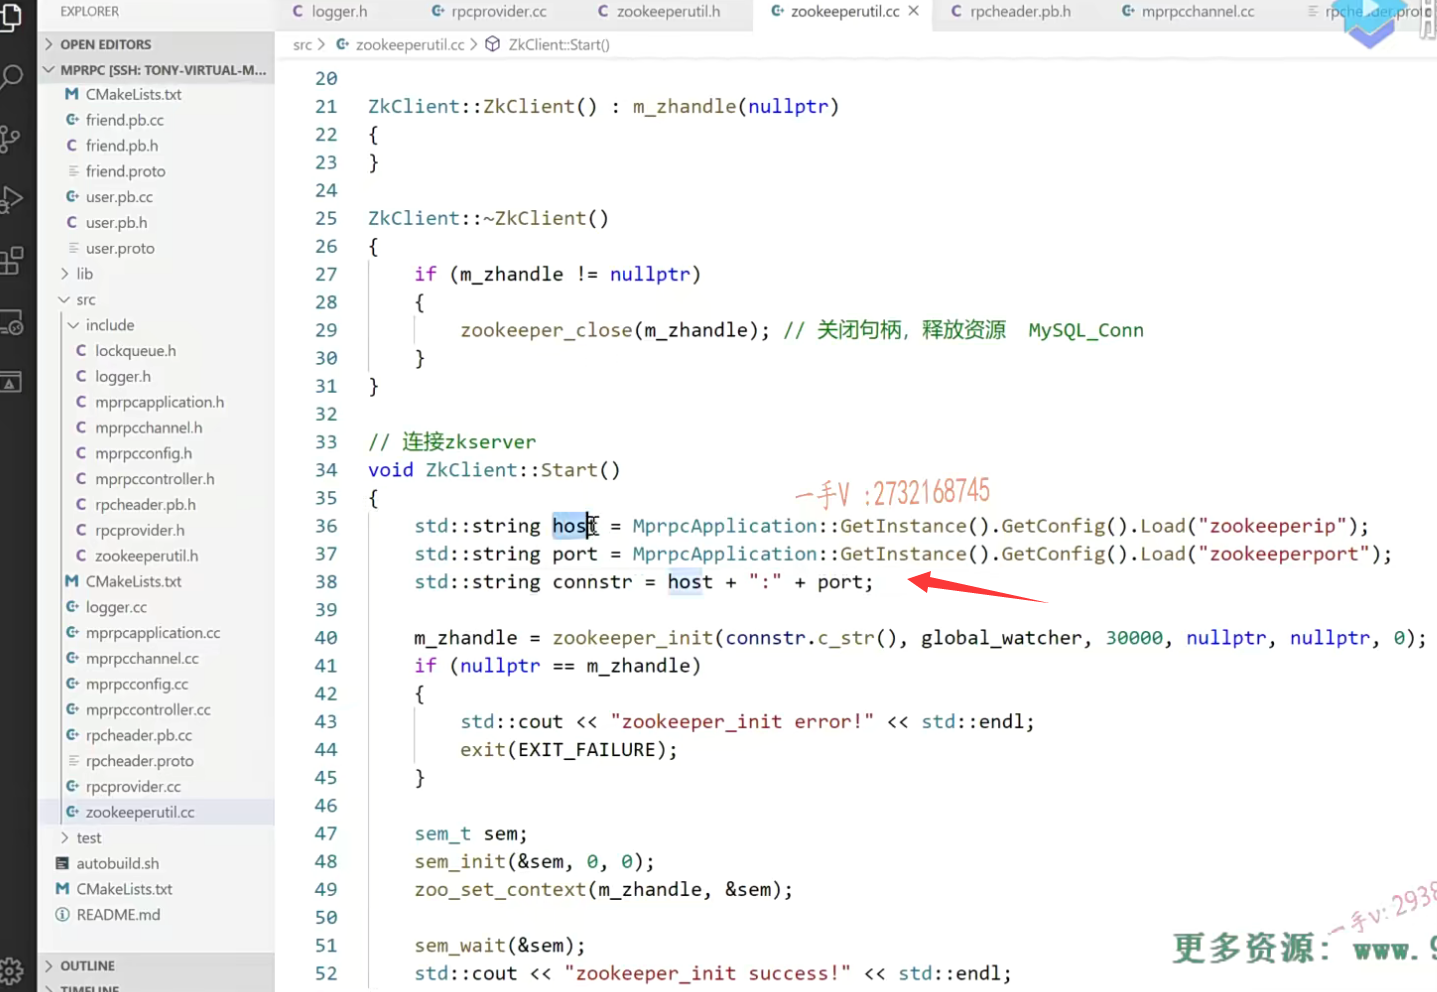 EXPLORER
logger.h
rpcprovider.cc
zookeeperutil.h
zookeeperutil.cc
rpcheader.pb.h
mprpcchannel.cc
OPEN EDITORS
MPRPC [SSH: TONY-VIRTUAL-M...
CMakeLists.txt
friend.pb.cc
friend.pb.h
friend.proto
user.pb.cc
user.pb.h
user.proto
lib
src
include
lockqueue.h
logger.h
mprpcapplication.h
mprpcchannel.h
mprpcconfig.h
mprpccontroller.h
rpcheader.pb.h
rpcprovider.h
zookeeperutil.h
CMakeLists.txt
logger.cc
mprpcapplication.cc
mprpcchannel.cc
mprpcconfig.cc
mprpccontroller.cc
rpcheader.pb.cc
rpcheader.proto
rpcprovider.cc
zookeeperutil.cc
test
autobuild.sh
CMakeLists.txt
README.md
OUTLINE
TIMELINE
src > zookeeperutil.cc > ZkClient::Start()
20
21 ZkClient::ZkClient() : m_zhandle(nullptr)
22 {
23 }
24
25 ZkClient::~ZkClient()
26 {
27 if (m_zhandle != nullptr)
28 {
29 zookeeper_close(m_zhandle); // 关闭句柄，释放资源 MySQL_Conn
30 }
31 }
32
33 // 连接zkserver
34 void ZkClient::Start()
35 {
一手V :2732168745
36 std::string host = MprpcApplication::GetInstance().GetConfig().Load("zookeeperip");
37 std::string port = MprpcApplication::GetInstance().GetConfig().Load("zookeeperport");
38 std::string connstr = host + ":" + port;
39
40 m_zhandle = zookeeper_init(connstr.c_str(), global_watcher, 30000, nullptr, nullptr, 0);
41 if (nullptr == m_zhandle)
42 {
43 std::cout << "zookeeper_init error!" << std::endl;
44 exit(EXIT_FAILURE);
45 }
46
47 sem_t sem;
48 sem_init(&sem, 0, 0);
49 zoo_set_context(m_zhandle, &sem);
50
51 sem_wait(&sem);
52 std::cout << "zookeeper_init success!" << std::endl;
一手v: 2938
更多资源：www.9